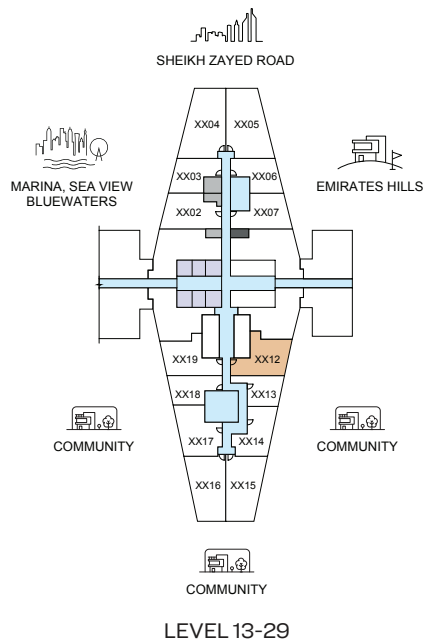 SHEIKH ZAYED ROAD
XX04 XX05
MARINA, SEA VIEW
BLUEWATERS
EMIRATES HILLS
XX03 XX06
XX02 XX07
XX19 XX12
XX18 XX13
XX17 XX14
XX16 XX15
COMMUNITY
COMMUNITY
COMMUNITY
LEVEL 13-29